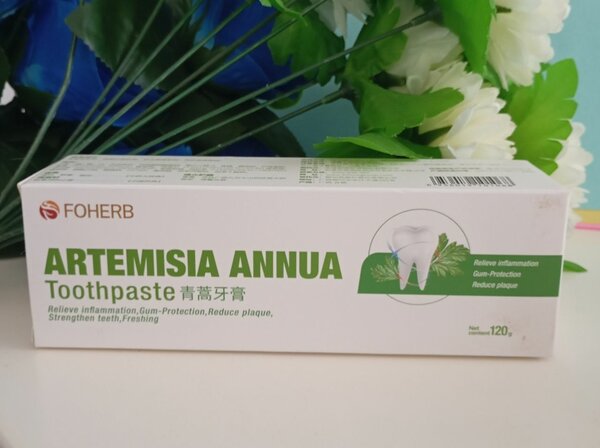 FOHERB
ARTEMISIA ANNUA
Toothpaste 青蒿牙膏
Relieve inflammation,Gum-Protection,Reduce plaque,
Strengthen teeth,Freshing
Relieve inflammation
Gum-Protection
Reduce plaque
Net
content 120g